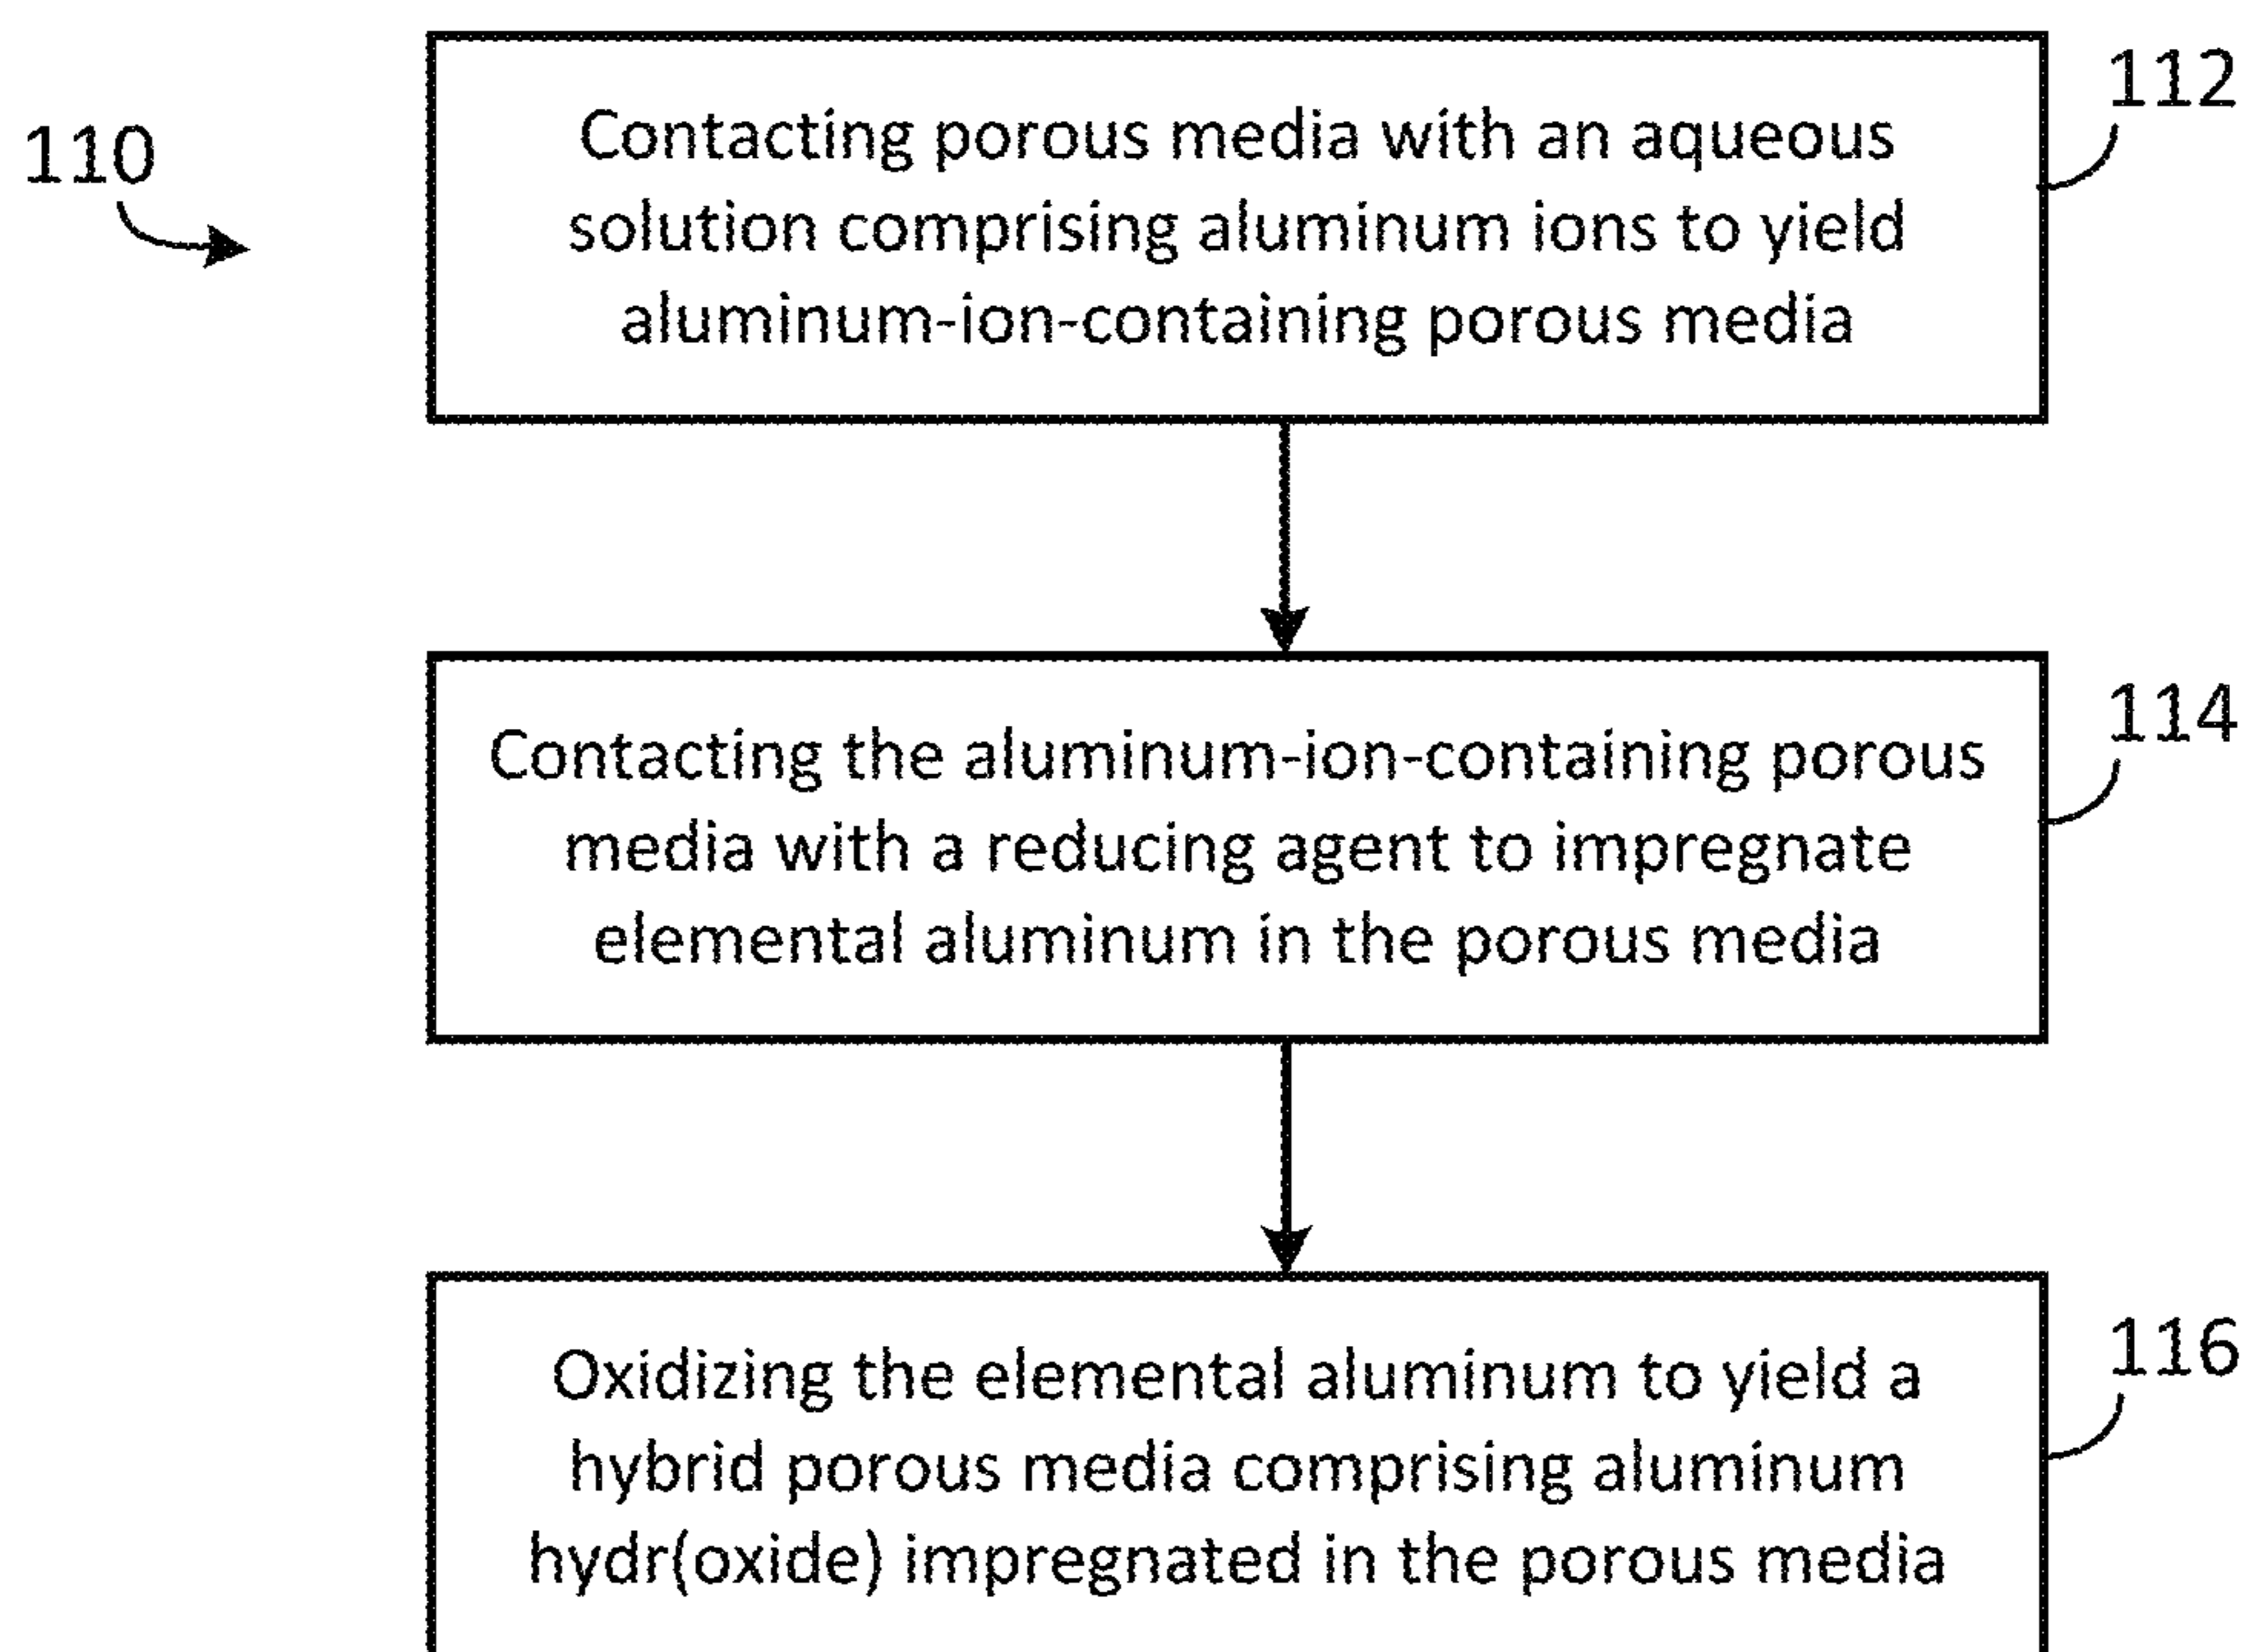 110
Contacting porous media with an aqueous
solution comprising aluminum ions to yield
aluminum-ion-containing porous media
112
Contacting the aluminum-ion-containing porous
media with a reducing agent to impregnate
elemental aluminum in the porous media
114
Oxidizing the elemental aluminum to yield a
hybrid porous media comprising aluminum
hydr(oxide) impregnated in the porous media
116